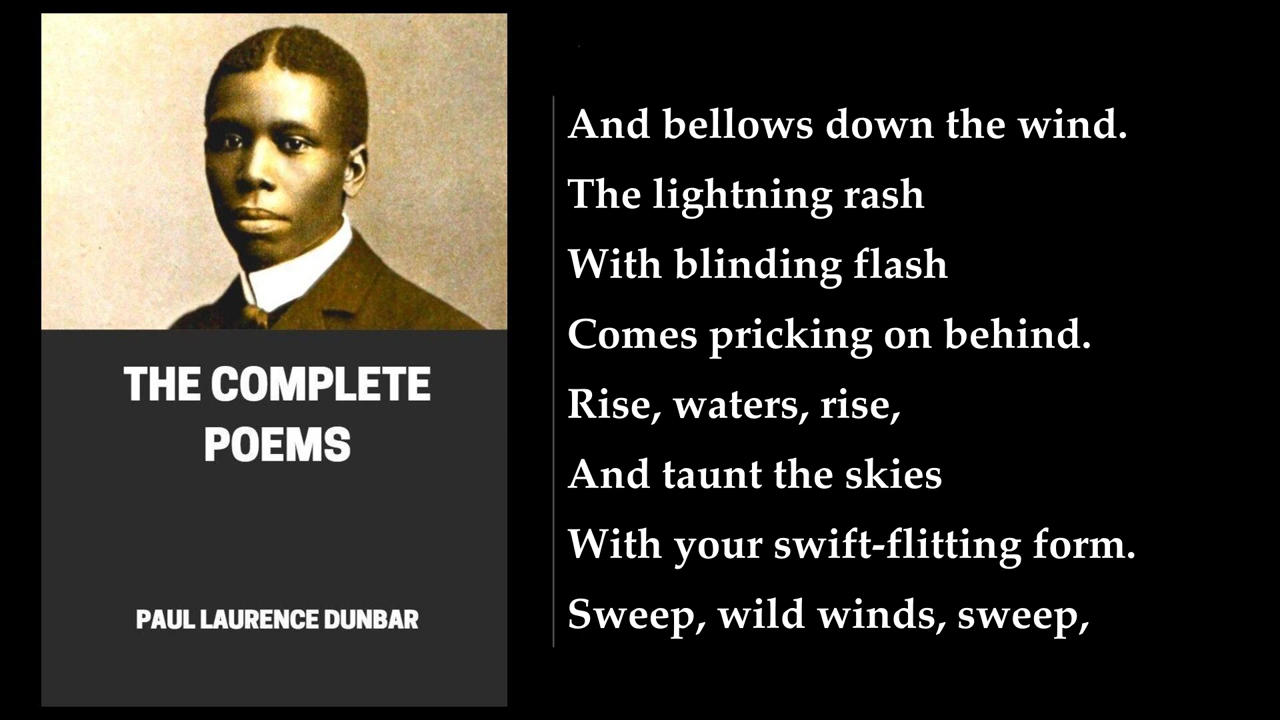 THE COMPLETE
POEMS
PAUL LAURENCE DUNBAR
And bellows down the wind.
The lightning rash
With blinding flash
Comes pricking on behind.
Rise, waters, rise,
And taunt the skies
With your swift-flitting form.
Sweep, wild winds, sweep,